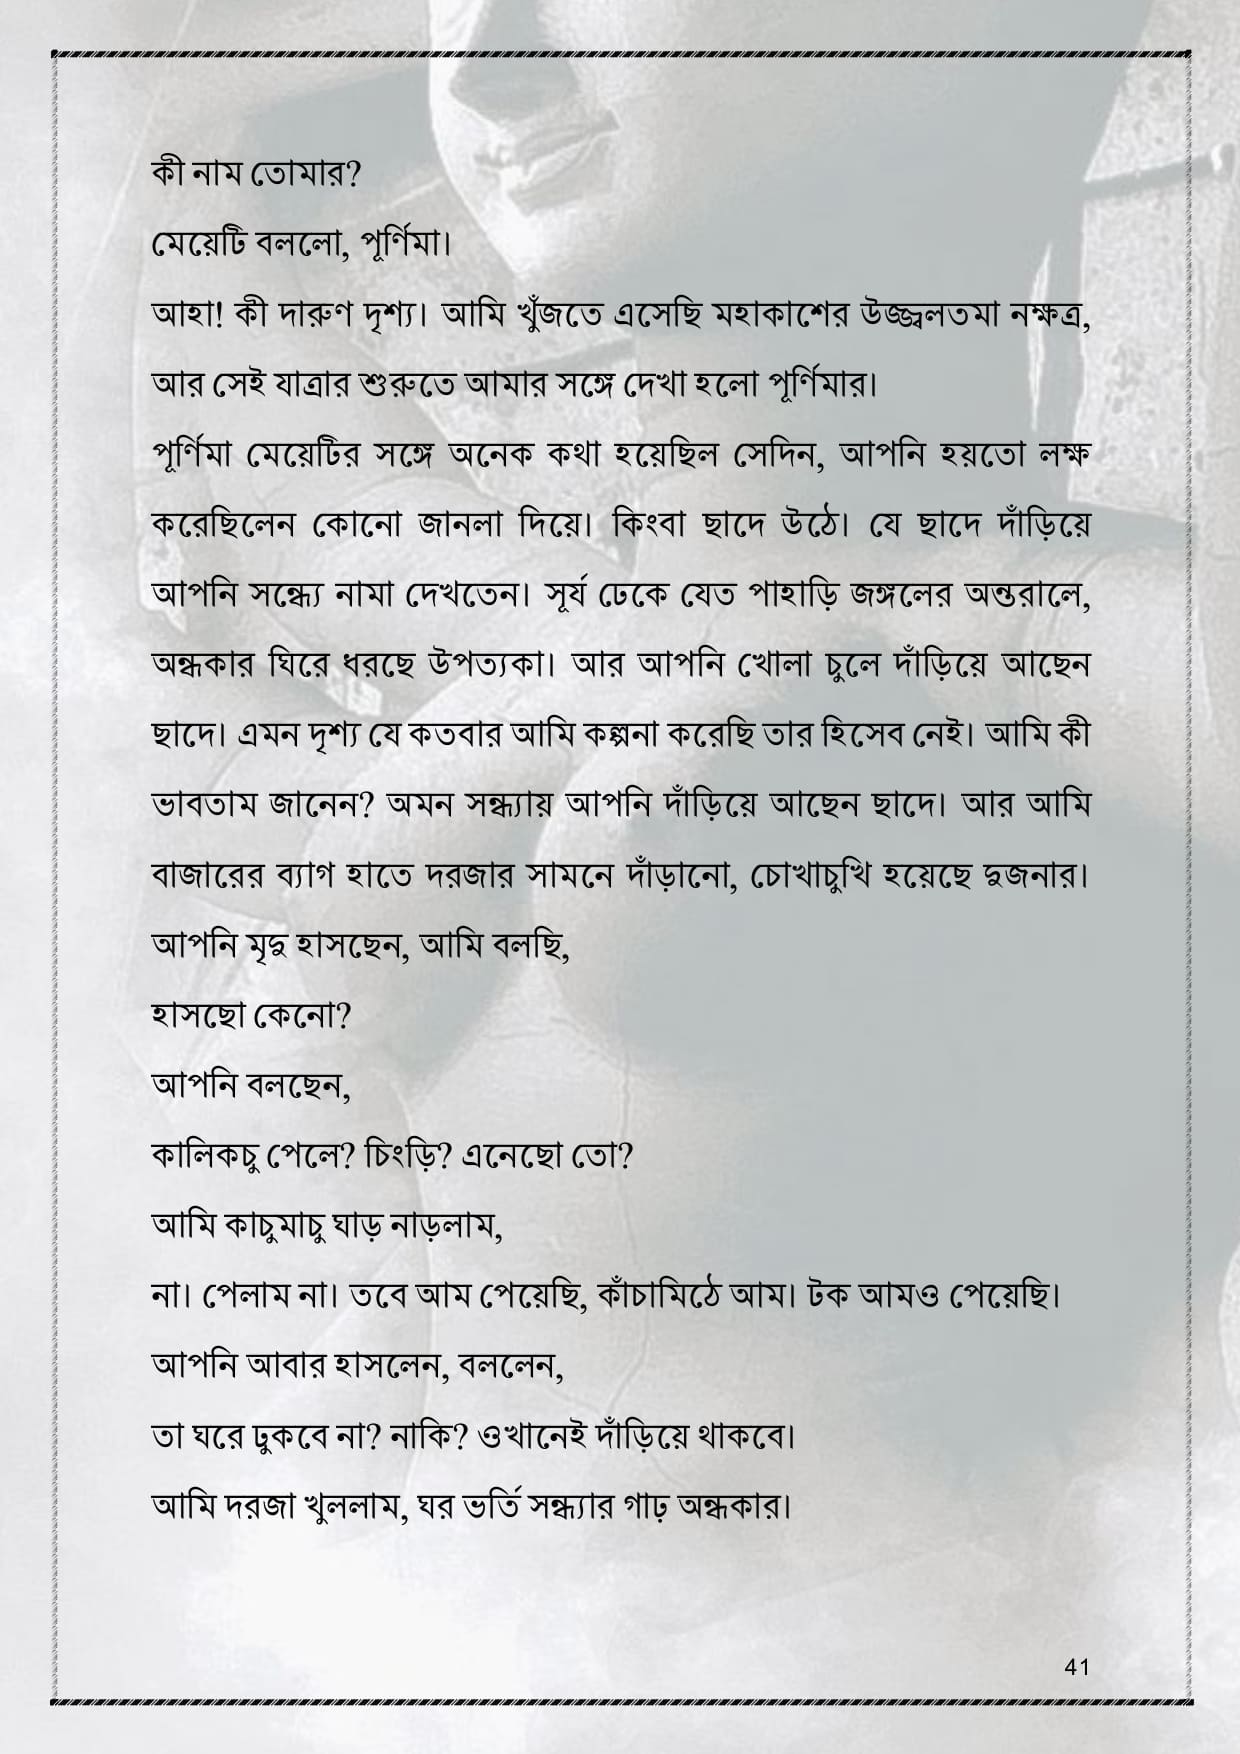 কী নাম তোমার?
মেয়েটি বললো, পূর্ণিমা।
আহা! কী দারুণ দৃশ্য। আমি খুঁজতে এসেছি মহাকাশের উজ্জ্বলতমা নক্ষত্র,
আর সেই যাত্রার শুরুতে আমার সঙ্গে দেখা হলো পূর্ণিমার।
পূর্ণিমা মেয়েটির সঙ্গে অনেক কথা হয়েছিল সেদিন, আপনি হয়তো লক্ষ
করেছিলেন কোনো জানলা দিয়ে। কিংবা ছাদে উঠে। যে ছাদে দাঁড়িয়ে
আপনি সন্ধ্যে নামা দেখতেন। সূর্য ঢেকে যেত পাহাড়ি জঙ্গলের অন্তরালে,
অন্ধকার ঘিরে ধরছে উপত্যকা। আর আপনি খোলা চুলে দাঁড়িয়ে আছেন
ছাদে। এমন দৃশ্য যে কতবার আমি কল্পনা করেছি তার হিসেব নেই। আমি কী
ভাবতাম জানেন? অমন সন্ধ্যায় আপনি দাঁড়িয়ে আছেন ছাদে। আর আমি
বাজারের ব্যাগ হাতে দরজার সামনে দাঁড়ানো, চোখাচুখি হয়েছে দুজনার।
আপনি মৃদু হাসছেন, আমি বলছি,
হাসছো কেনো?
আপনি বলছেন,
কালিকচু পেলে? চিংড়ি? এনেছো তো?
আমি কাচুমাচু ঘাড় নাড়লাম,
না। পেলাম না। তবে আম পেয়েছি, কাঁচামিঠে আম। টক আমও পেয়েছি।
আপনি আবার হাসলেন, বললেন,
তা ঘরে ঢুকবে না? নাকি? ওখানেই দাঁড়িয়ে থাকবে।
আমি দরজা খুললাম, ঘর ভর্তি সন্ধ্যার গাঢ় অন্ধকার।
41